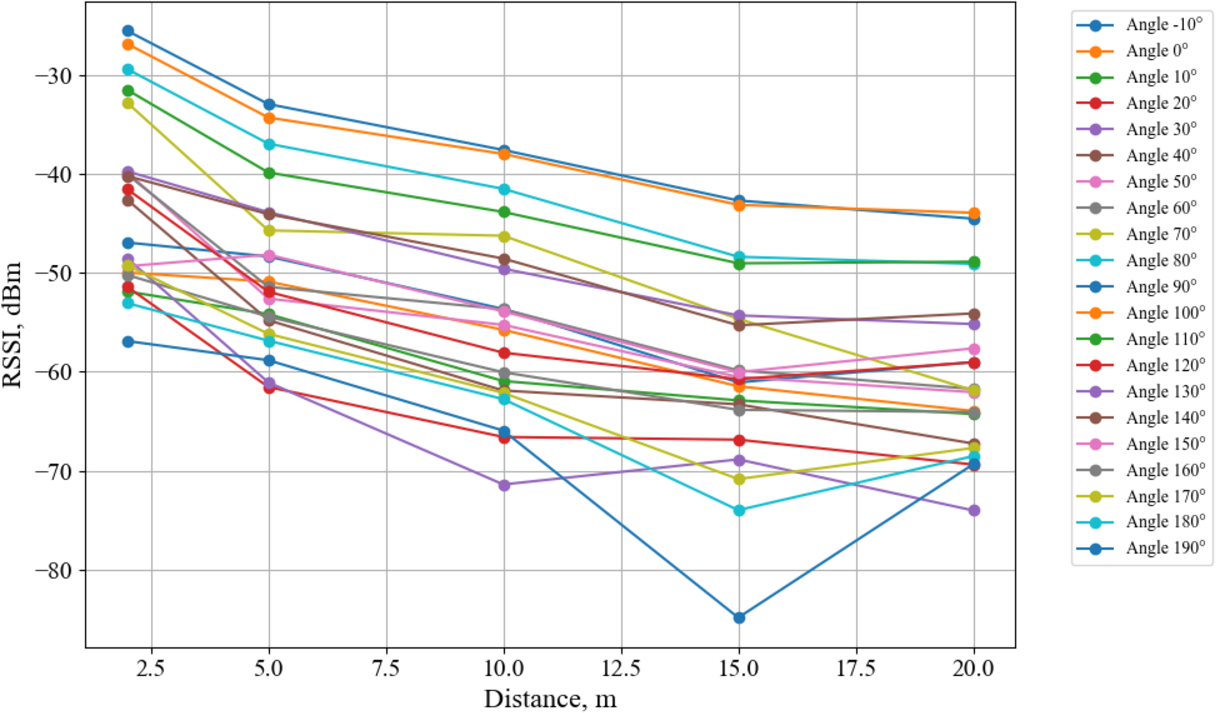 −30
−40
−50
−60
−70
−80
RSSI, dBm
2.5 5.0 7.5 10.0 12.5 15.0 17.5 20.0
Distance, m
Angle -10°
Angle 0°
Angle 10°
Angle 20°
Angle 30°
Angle 40°
Angle 50°
Angle 60°
Angle 70°
Angle 80°
Angle 90°
Angle 100°
Angle 110°
Angle 120°
Angle 130°
Angle 140°
Angle 150°
Angle 160°
Angle 170°
Angle 180°
Angle 190°